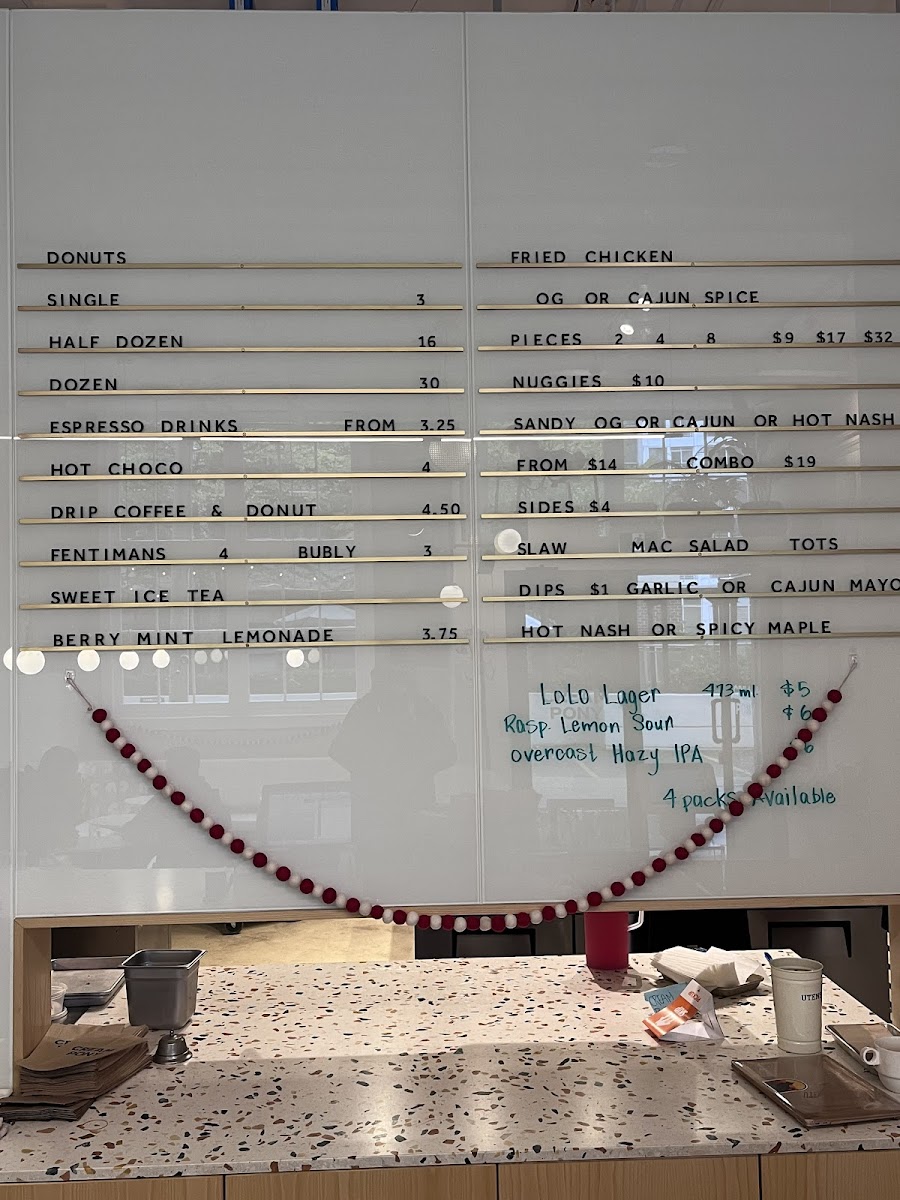 DONUTS
SINGLE 3
HALF DOZEN 16
DOZEN 30
ESPRESSO DRINKS FROM 3.25
HOT CHOCO 4
DRIP COFFEE & DONUT 4.50
FENTIMANS 4 BUBLY 3
SWEET ICE TEA
BERRY MINT LEMONADE 3.75
FRIED CHICKEN
OG OR CAJUN SPICE
PIECES 2 4 8 $9 $17 $32
NUGGIES $10
SANDY OG OR CAJUN OR HOT NASH
FROM $14 COMBO $19
SIDES $4
SLAW MAC SALAD TOTS
DIPS $1 GARLIC OR CAJUN MAYO
HOT NASH OR SPICY MAPLE
LoLo Lager 473 ml $5
Rasp. Lemon Sour $6
overcast Hazy IPA 6
4 packs Available
CREAM
PONY